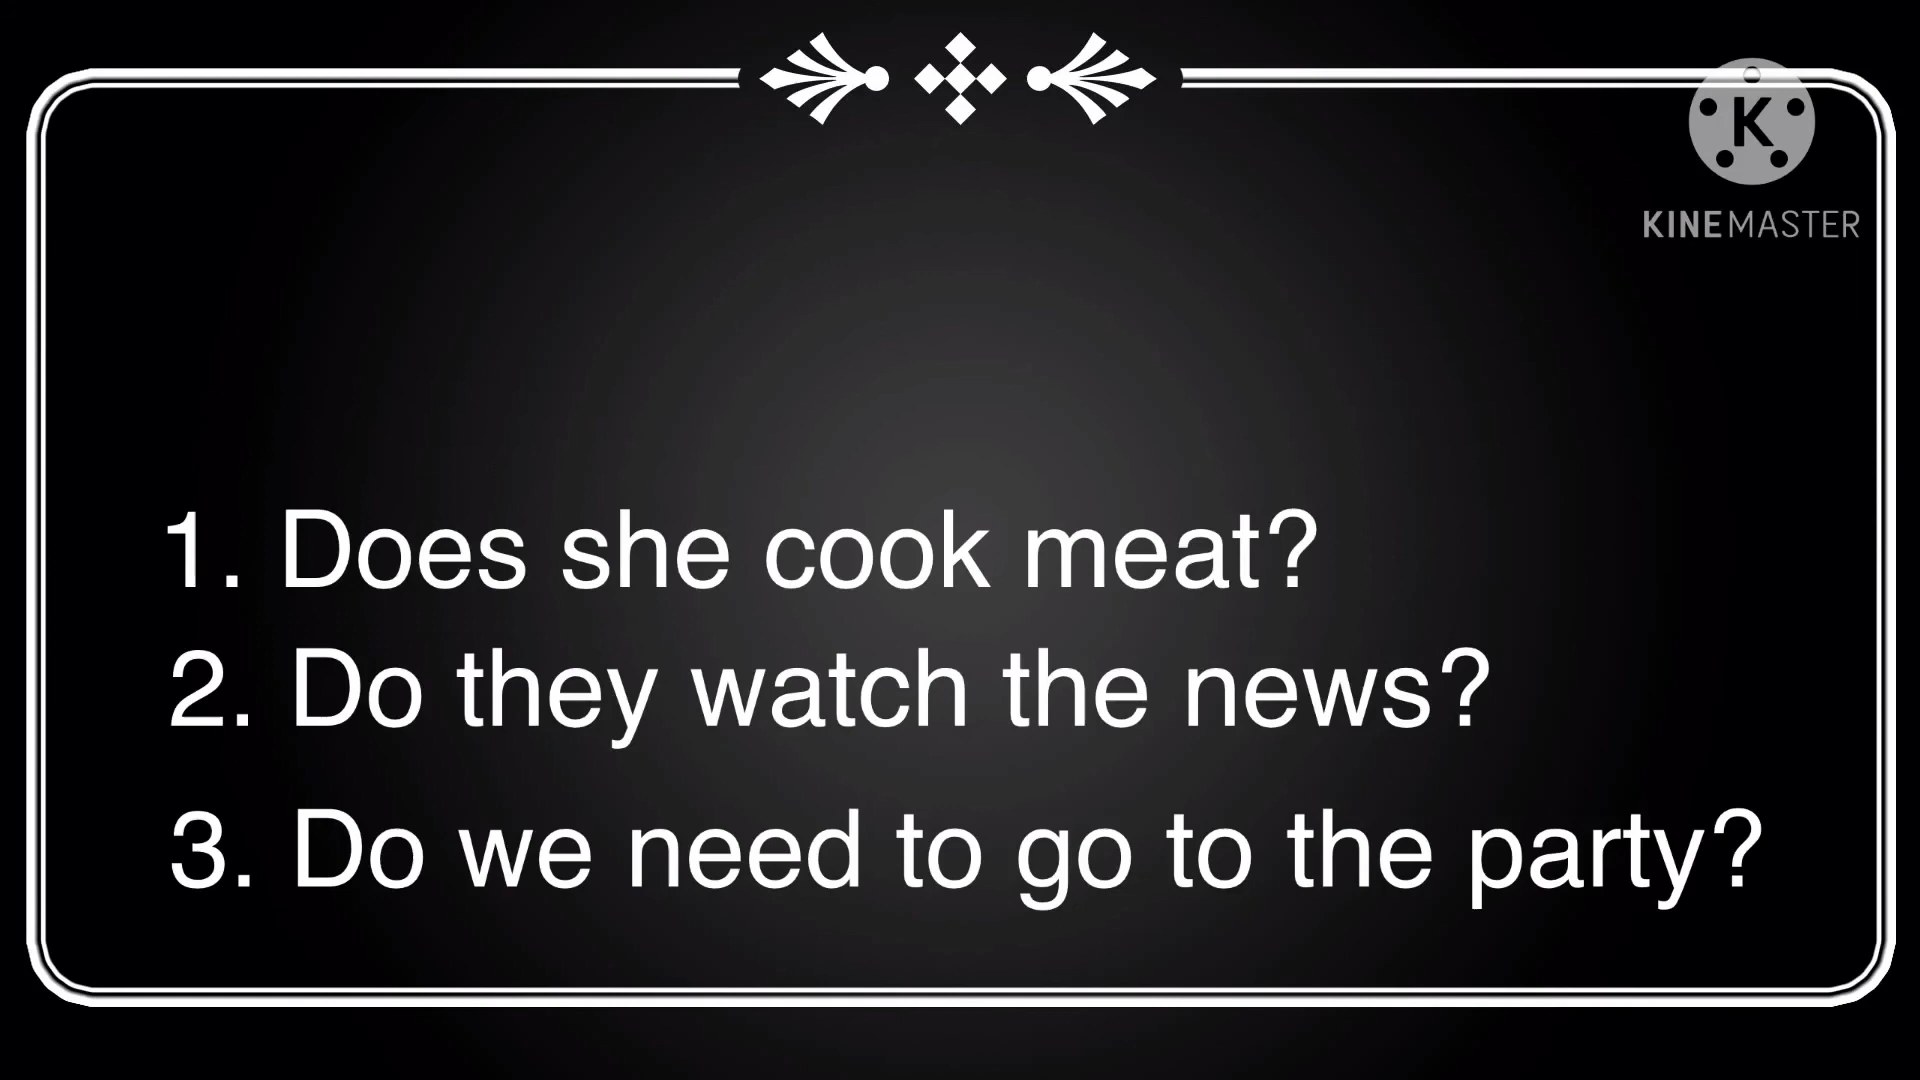 K
KINEMASTER
1. Does she cook meat?
2. Do they watch the news?
3. Do we need to go to the party?